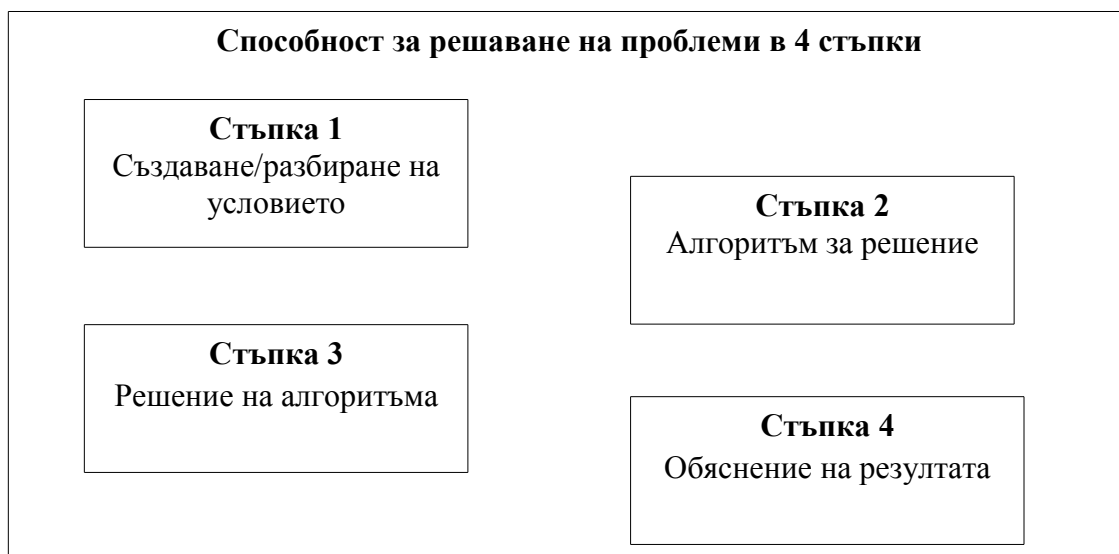 Способност за решаване на проблеми в 4 стъпки
Стъпка 1
Създаване/разбиране на
условието
Стъпка 2
Алгоритъм за решение
Стъпка 3
Решение на алгоритъма
Стъпка 4
Обяснение на резултата